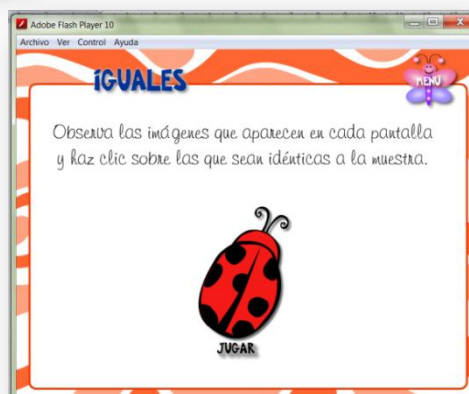 Adobe Flash Player 10
Archivo Ver Control Ayuda
iGUALES
MENU
Observa las imágenes que aparecen en cada pantalla
y haz clic sobre las que sean idénticas a la muestra.
JUGAR